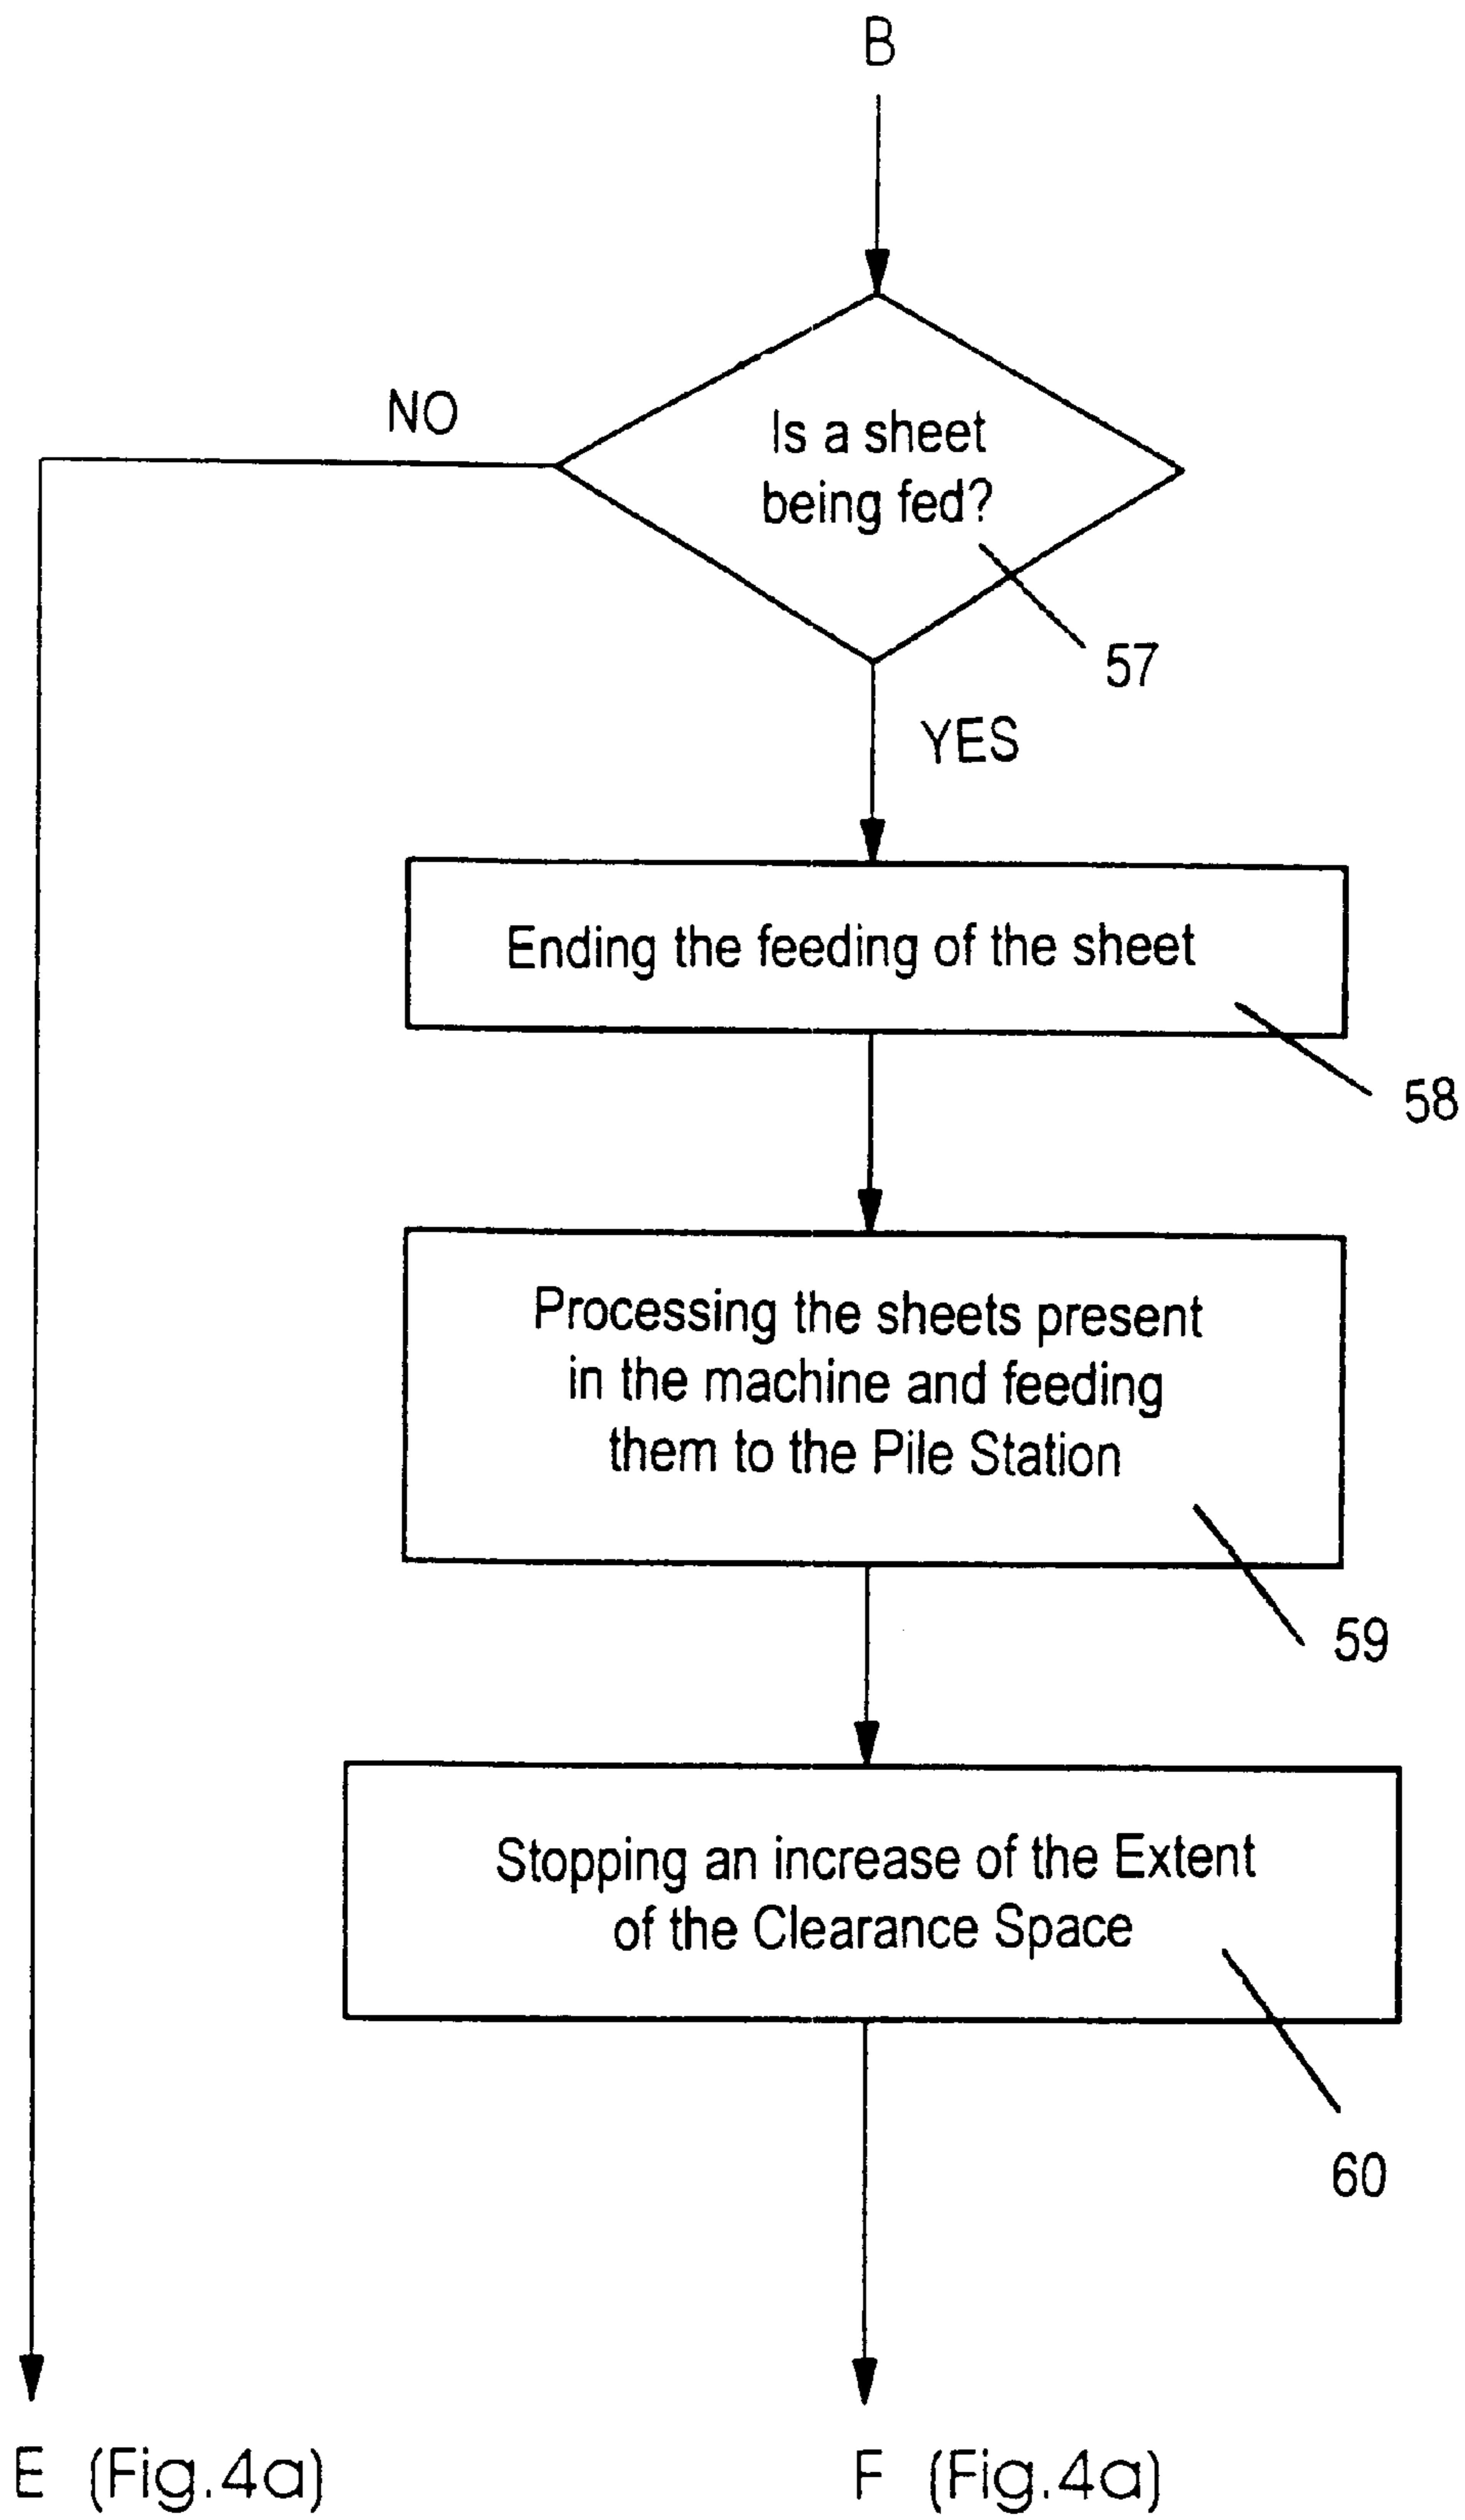 B
NO
Is a sheet
being fed?
57
YES
Ending the feeding of the sheet
58
Processing the sheets present
in the machine and feeding
them to the Pile Station
59
Stopping an increase of the Extent
of the Clearance Space
60
E (Fig.4a)
F (Fig.4a)